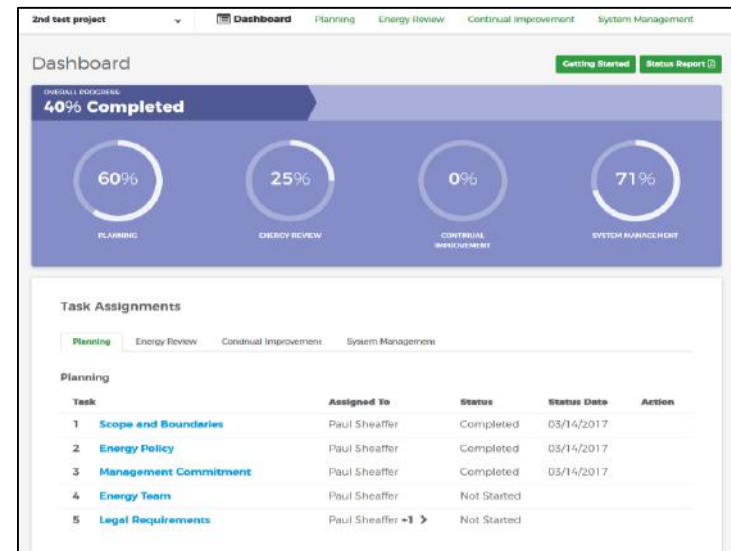 2nd test project Dashboard Planning Energy Review Continual Improvement System Management
Dashboard Getting Started Status Report
OVERALL PROGRESS
40% Completed
60% 25% 0% 71%
PLANNING ENERGY REVIEW CONTINUAL IMPROVEMENT SYSTEM MANAGEMENT
Task Assignments
Planning Energy Review Continual Improvement System Management
Planning
Task Assigned To Status Status Date Action
1 Scope and Boundaries Paul Sheaffer Completed 03/14/2017
2 Energy Policy Paul Sheaffer Completed 03/14/2017
3 Management Commitment Paul Sheaffer Completed 03/14/2017
4 Energy Team Paul Sheaffer Not Started
5 Legal Requirements Paul Sheaffer +1 > Not Started